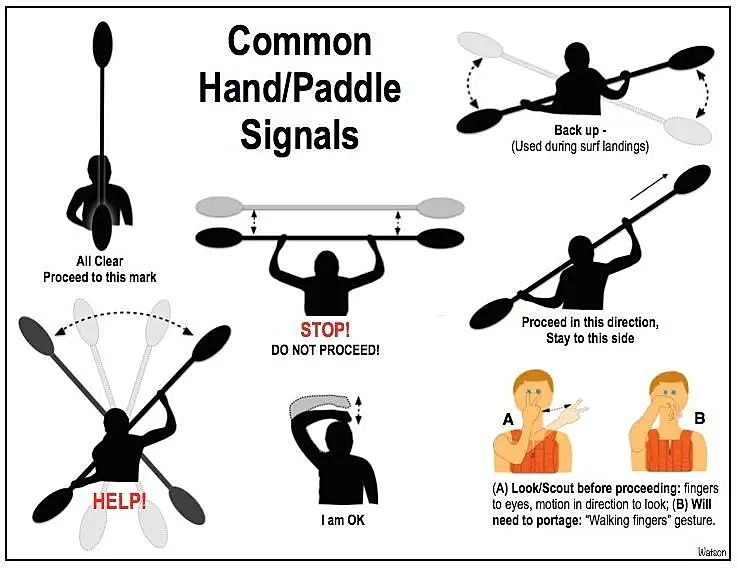 Common
Hand/Paddle
Signals
Back up -
(Used during surf landings)
All Clear
Proceed to this mark
STOP!
DO NOT PROCEED!
Proceed in this direction,
Stay to this side
HELP!
I am OK
A
B
(A) Look/Scout before proceeding: fingers
to eyes, motion in direction to look; (B) Will
need to portage: “Walking fingers” gesture.
Watson